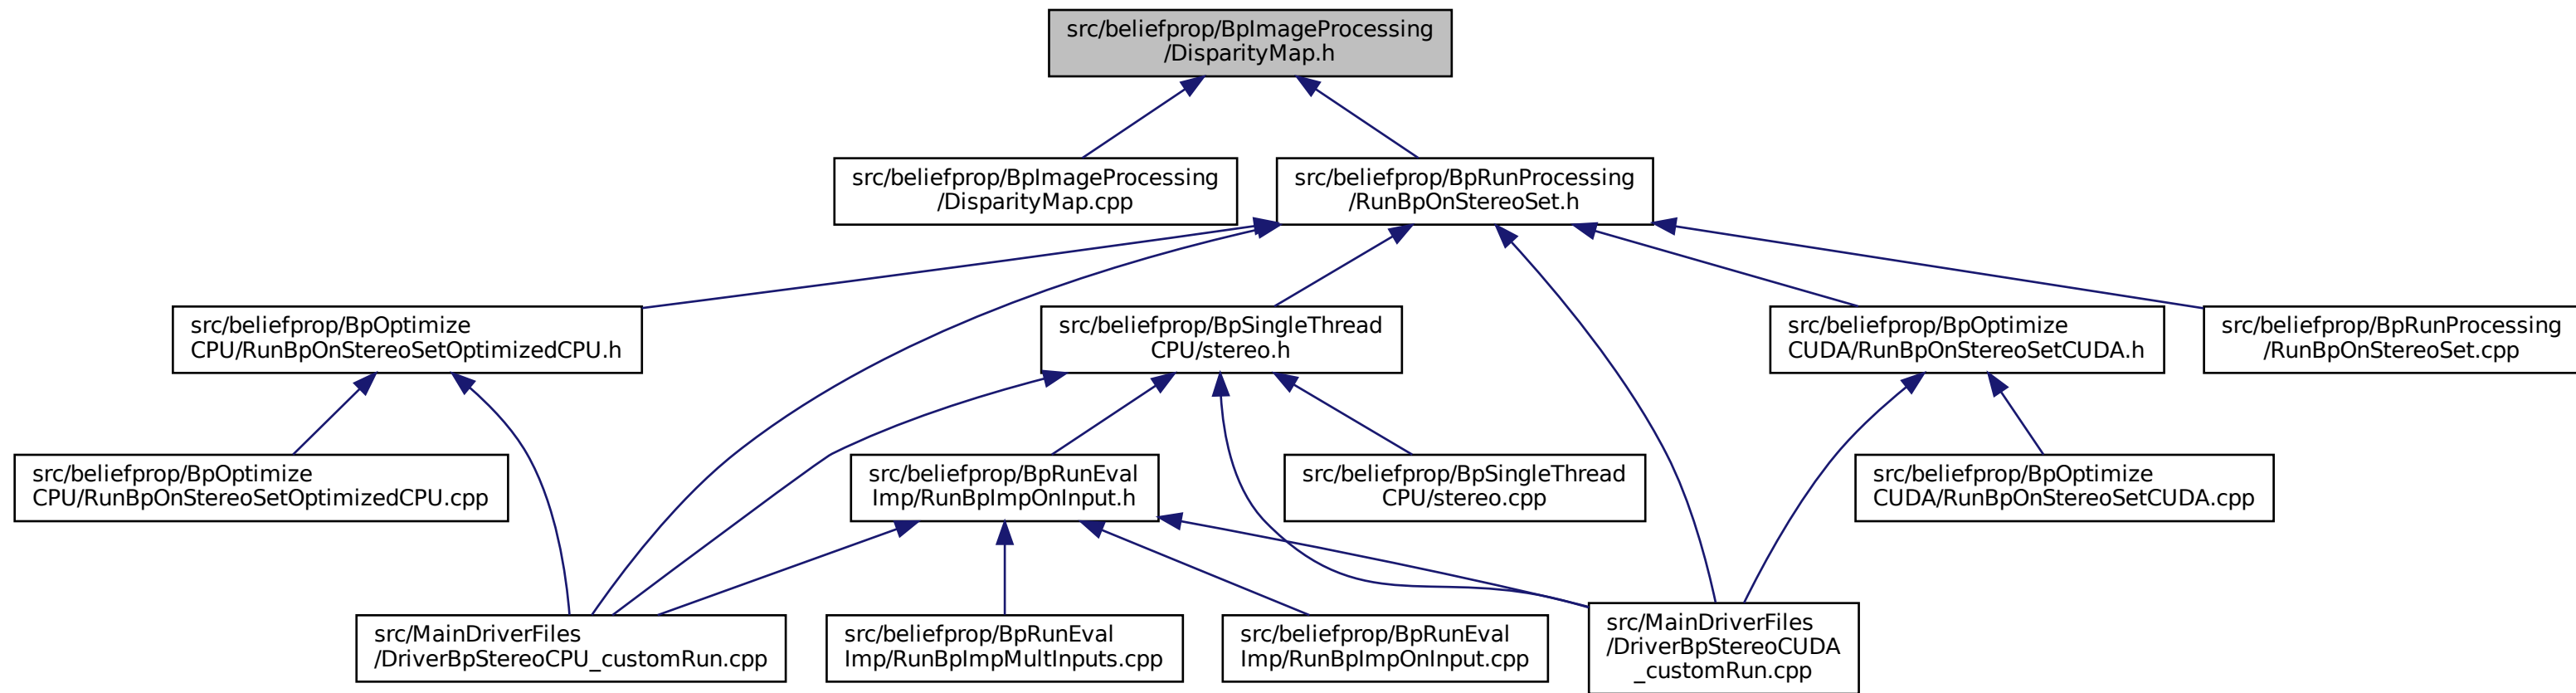 src/beliefprop/BpImageProcessing
/DisparityMap.h
src/beliefprop/BpImageProcessing
/DisparityMap.cpp
src/beliefprop/BpRunProcessing
/RunBpOnStereoSet.h
src/beliefprop/BpOptimize
CPU/RunBpOnStereoSetOptimizedCPU.h
src/beliefprop/BpSingleThread
CPU/stereo.h
src/beliefprop/BpOptimize
CUDA/RunBpOnStereoSetCUDA.h
src/beliefprop/BpRunProcessing
/RunBpOnStereoSet.cpp
src/beliefprop/BpOptimize
CPU/RunBpOnStereoSetOptimizedCPU.cpp
src/beliefprop/BpRunEval
Imp/RunBpImpOnInput.h
src/beliefprop/BpSingleThread
CPU/stereo.cpp
src/beliefprop/BpOptimize
CUDA/RunBpOnStereoSetCUDA.cpp
src/MainDriverFiles
/DriverBpStereoCPU_customRun.cpp
src/beliefprop/BpRunEval
Imp/RunBpImpMultInputs.cpp
src/beliefprop/BpRunEval
Imp/RunBpImpOnInput.cpp
src/MainDriverFiles
/DriverBpStereoCUDA
_customRun.cpp